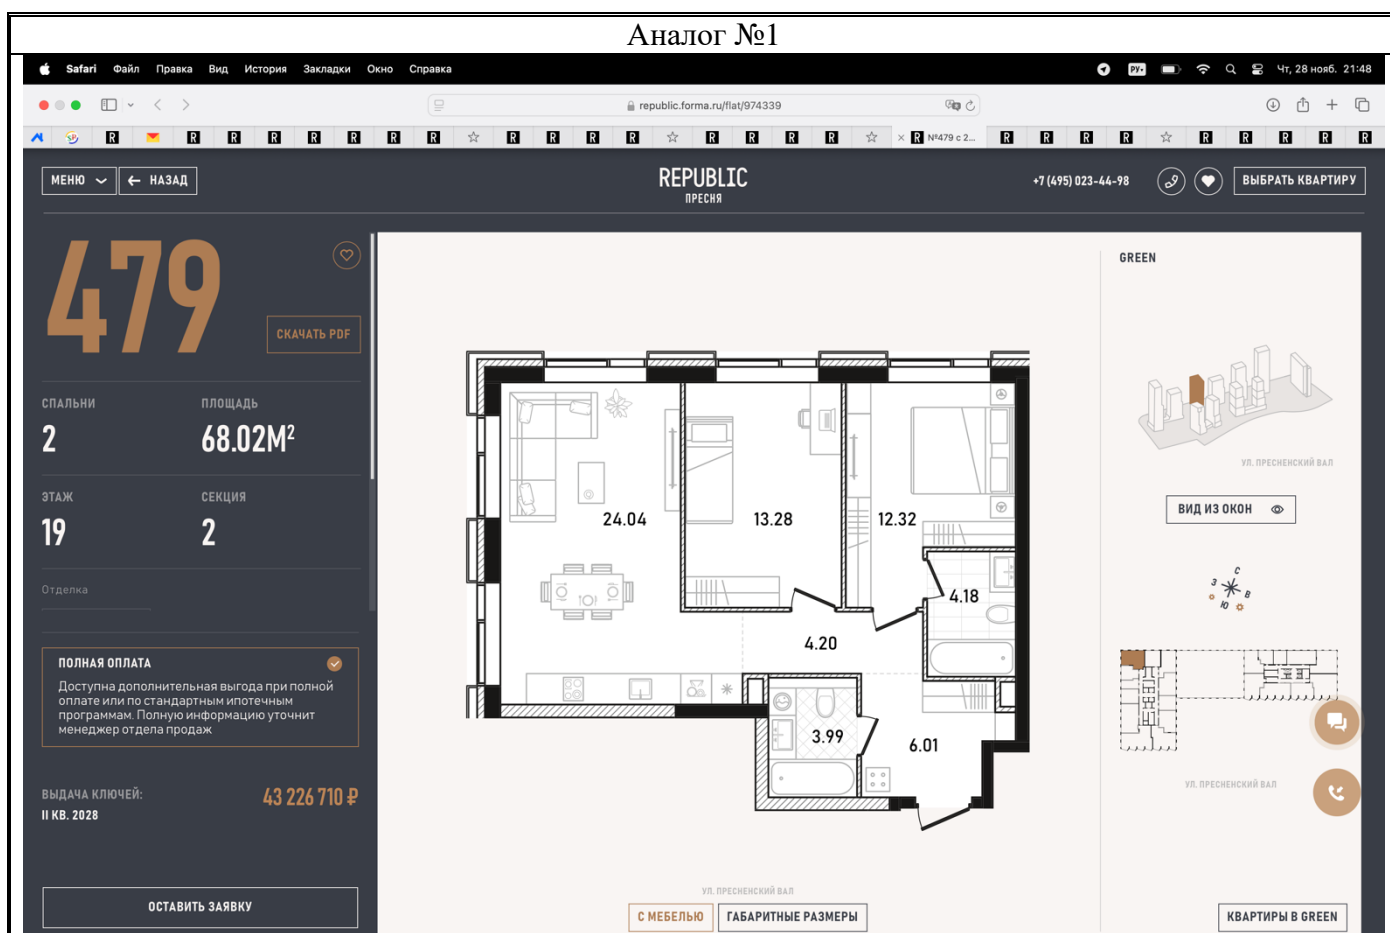 Аналог №1
Safari Файл Правка Вид История Закладки Окно Справка
РУ• Чт, 28 нояб. 21:48
republic.forma.ru/flat/974339
R R R R R R R R R R R R R R R R × R №479 с 2... R R R R R R R R R
МЕНЮ ← НАЗАД
REPUBLIC
ПРЕСНЯ
+7 (495) 023-44-98
ВЫБРАТЬ КВАРТИРУ
479
СКАЧАТЬ PDF
СПАЛЬНИ ПЛОЩАДЬ
2 68.02М²
ЭТАЖ СЕКЦИЯ
19 2
Отделка
ПОЛНАЯ ОПЛАТА
Доступна дополнительная выгода при полной
оплате или по стандартным ипотечным
программам. Полную информацию уточнит
менеджер отдела продаж
ВЫДАЧА КЛЮЧЕЙ: 43 226 710 ₽
II КВ. 2028
ОСТАВИТЬ ЗАЯВКУ
24.04 13.28 12.32
4.18
4.20
3.99 6.01
УЛ. ПРЕСНЕНСКИЙ ВАЛ
С МЕБЕЛЬЮ ГАБАРИТНЫЕ РАЗМЕРЫ
GREEN
УЛ. ПРЕСНЕНСКИЙ ВАЛ
ВИД ИЗ ОКОН
С
З
В
Ю
УЛ. ПРЕСНЕНСКИЙ ВАЛ
КВАРТИРЫ В GREEN